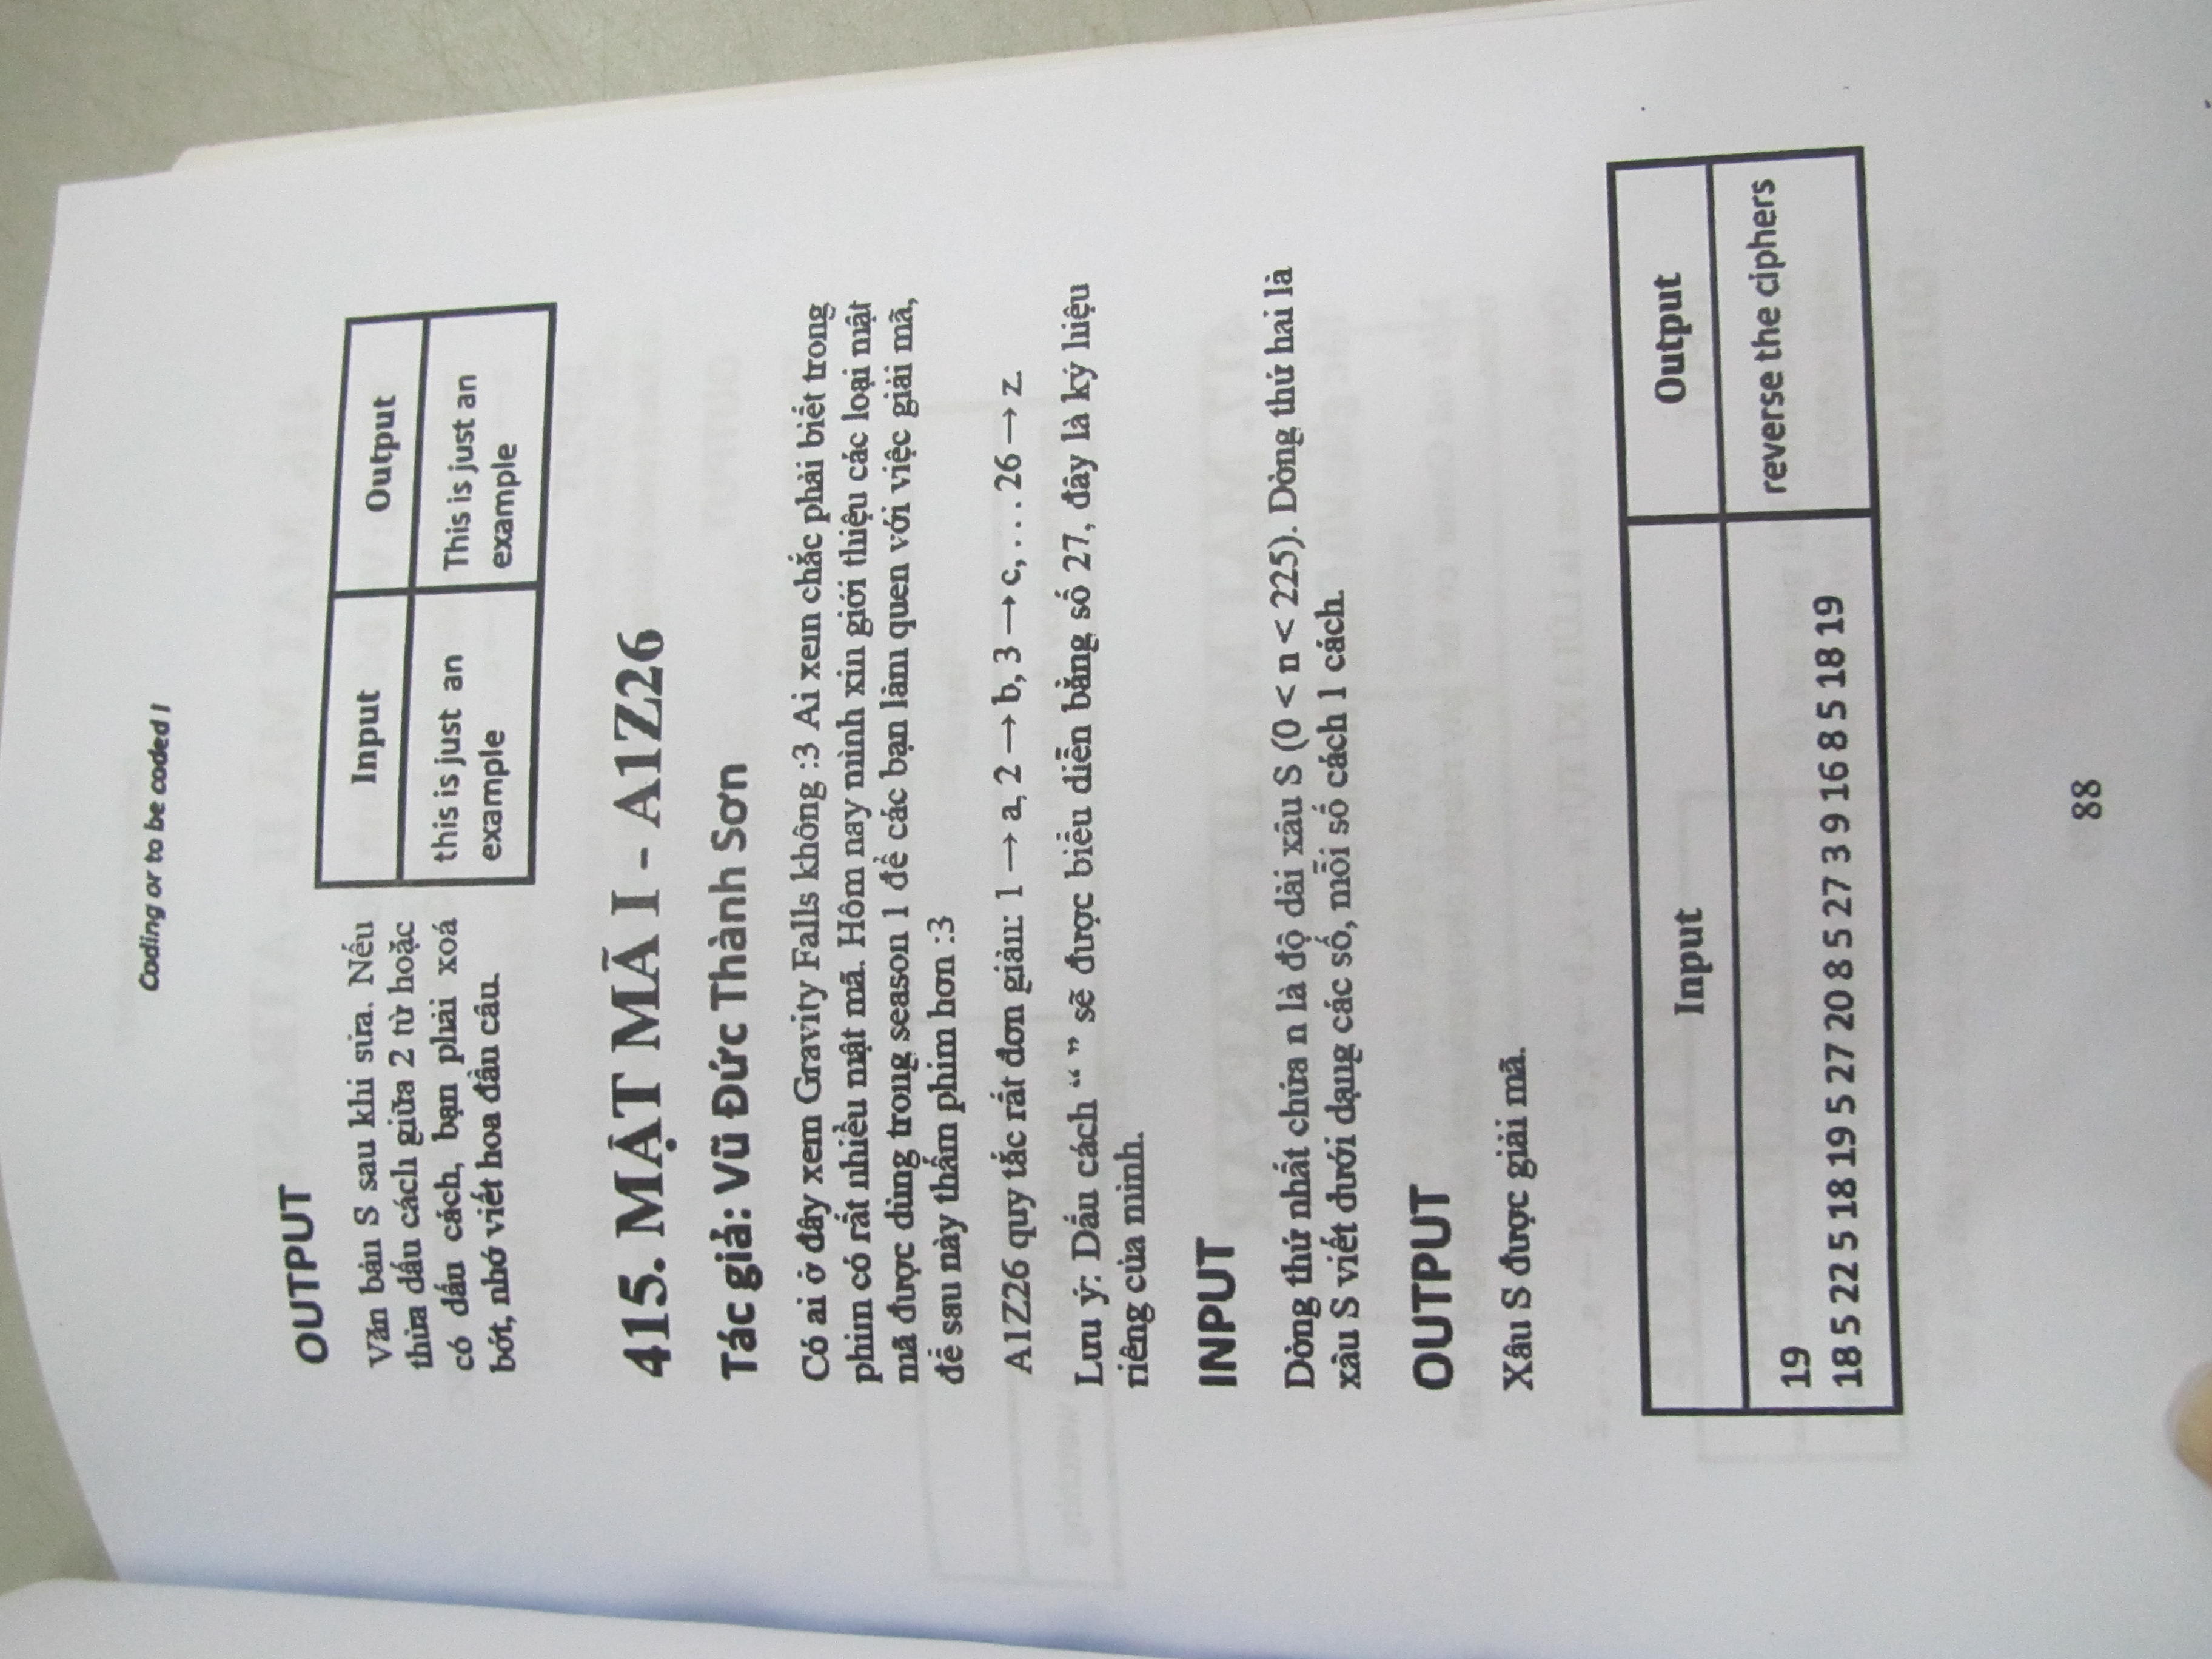 Coding or to be coded I
OUTPUT
Văn bản S sau khi sửa. Nếu
thừa dấu cách giữa 2 từ hoặc
có dấu cách, bạn phải xoá
bớt, nhớ viết hoa đầu câu.
Input Output
this is just  an
example
This is just an
example
415. MẬT MÃ I - A1Z26
Tác giả: Vũ Đức Thành Sơn
Có ai ở đây xem Gravity Falls không :3 Ai xem chắc phải biết trong
phim có rất nhiều mật mã. Hôm nay mình xin giới thiệu các loại mật
mã được dùng trong season 1 để các bạn làm quen với việc giải mã,
để sau này thấm phim hơn :3
A1Z26 quy tắc rất đơn giản: 1 → a, 2 → b, 3 → c, . . . 26 → z.
Lưu ý: Dấu cách “ ” sẽ được biểu diễn bằng số 27, đây là ký hiệu
riêng của mình.
INPUT
Dòng thứ nhất chứa n là độ dài xâu S (0 < n < 225). Dòng thứ hai là
xâu S viết dưới dạng các số, mỗi số cách 1 cách.
OUTPUT
Xâu S được giải mã.
Input Output
19
18 5 22 5 18 19 5 27 20 8 5 27 3 9 16 8 5 18 19
reverse the ciphers
88